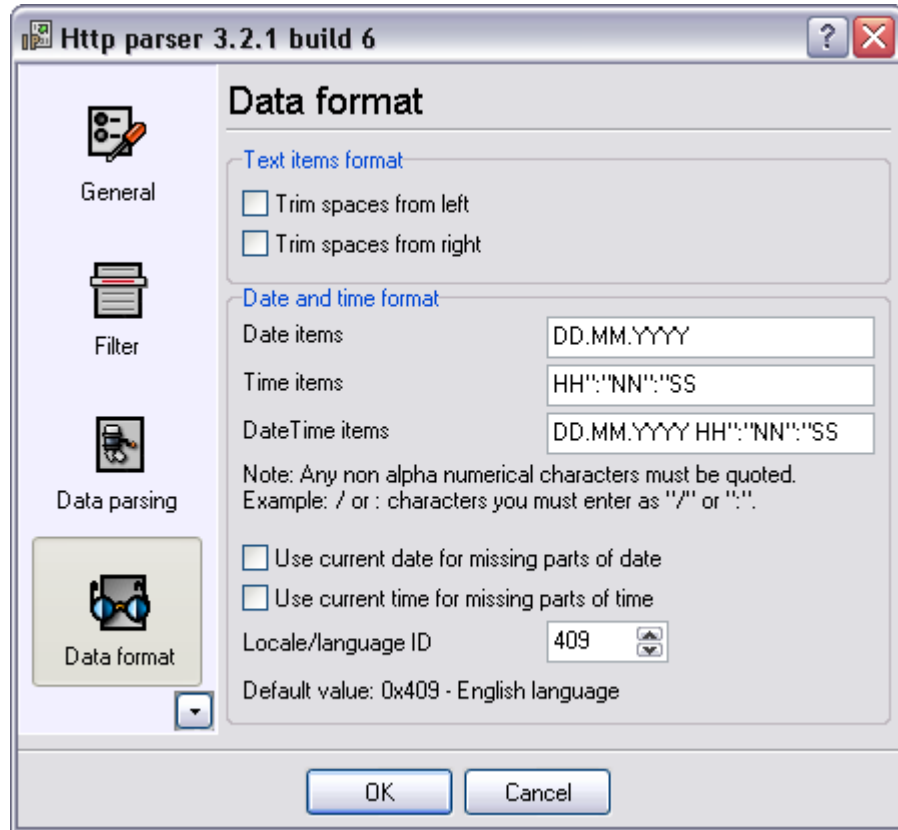 Http parser 3.2.1 build 6
General
Filter
Data parsing
Data format
Data format
Text items format
Trim spaces from left
Trim spaces from right
Date and time format
Date items
DD.MM.YYYY
Time items
HH":"NN":"SS
DateTime items
DD.MM.YYYY HH":"NN":"SS
Note: Any non alpha numerical characters must be quoted.
Example: / or : characters you must enter as "/" or ":".
Use current date for missing parts of date
Use current time for missing parts of time
Locale/language ID
409
Default value: 0x409 - English language
OK
Cancel